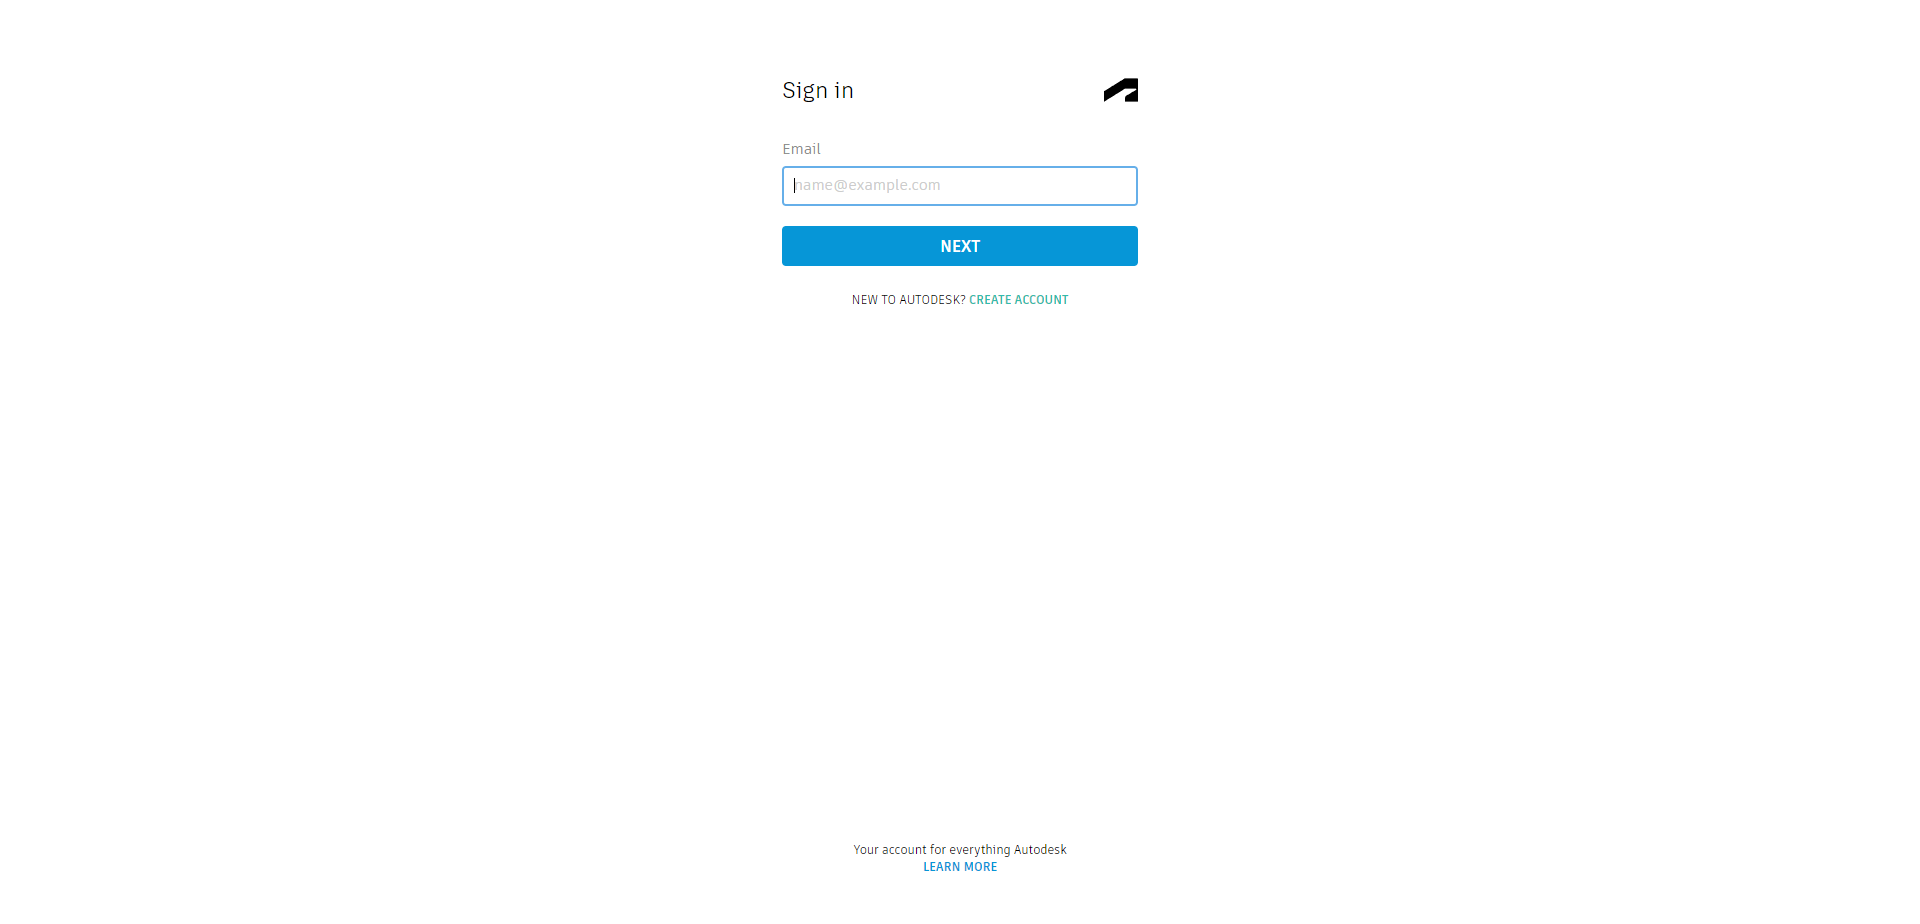 Sign in
Email
name@example.com
NEXT
NEW TO AUTODESK? CREATE ACCOUNT
Your account for everything Autodesk
LEARN MORE